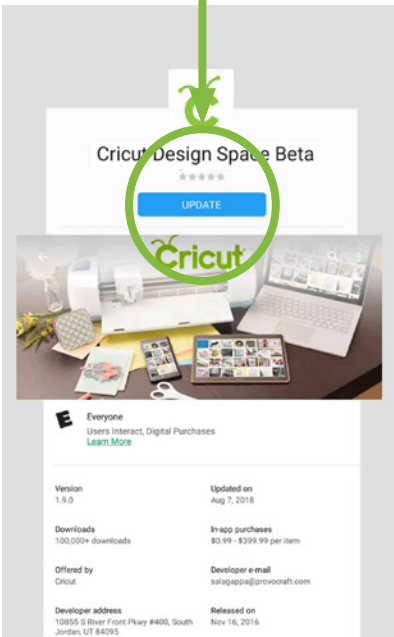 Cricut Design Space Beta
UPDATE
Cricut
E
Everyone
Users Interact, Digital Purchases
Learn More
Version
1.9.0
Updated on
Aug 7, 2018
Downloads
100,000+ downloads
In-app purchases
$0.99 - $399.99 per item
Offered by
Cricut
Developer e-mail
salagappa@provocraft.com
Developer address
10855 S River Front Pkwy #400, South
Jordan, UT 84095
Released on
Nov 16, 2016